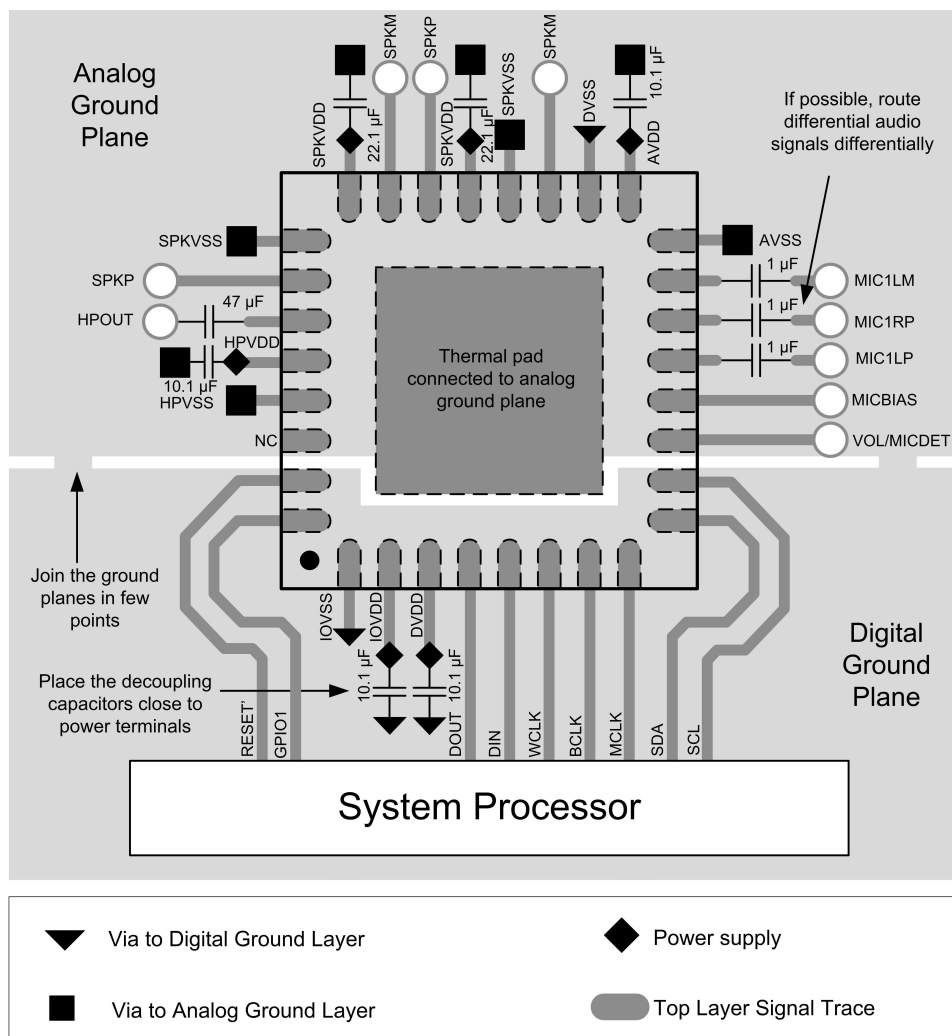 Analog
Ground
Plane
SPKVDD
22.1 µF
SPKM
SPKP
SPKVDD
22.1 µF
SPKVSS
SPKM
DVSS
AVDD
10.1 µF
If possible, route
differential audio
signals differentially
SPKVSS
SPKP
HPOUT
47 µF
HPVDD
10.1 µF
HPVSS
NC
AVSS
1 µF
MIC1LM
1 µF
MIC1RP
1 µF
MIC1LP
MICBIAS
VOL/MICDET
Thermal pad
connected to analog
ground plane
Join the ground
planes in few
points
Place the decoupling
capacitors close to
power terminals
IOVSS
IOVDD
10.1 µF
DVDD
10.1 µF
Digital
Ground
Plane
RESET'
GPIO1
DOUT
DIN
WCLK
BCLK
MCLK
SDA
SCL
System Processor
Via to Digital Ground Layer
Power supply
Via to Analog Ground Layer
Top Layer Signal Trace